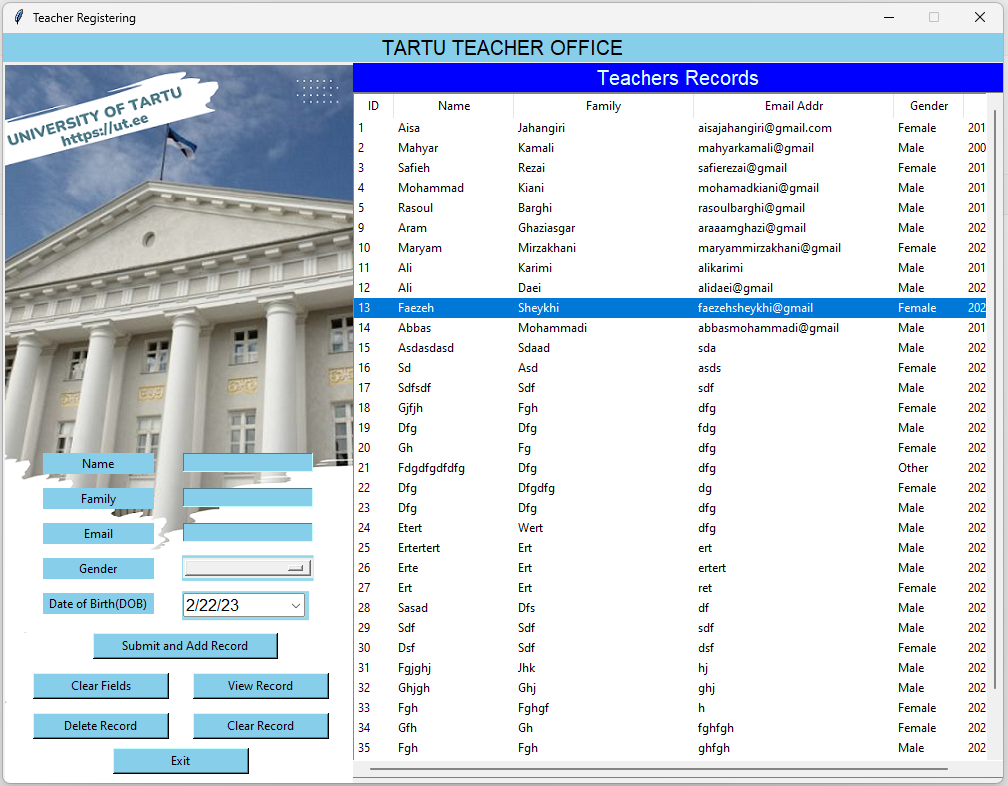 Teacher Registering
TARTU TEACHER OFFICE
UNIVERSITY OF TARTU
https://ut.ee
Name
Family
Email
Gender
Date of Birth(DOB) 2/22/23
Submit and Add Record
Clear Fields View Record
Delete Record Clear Record
Exit
Teachers Records
ID Name Family Email Addr Gender
1 Aisa Jahangiri aisajahangiri@gmail.com Female 201
2 Mahyar Kamali mahyarkamali@gmail Male 200
3 Safieh Rezai safierezai@gmail Female 201
4 Mohammad Kiani mohamadkiani@gmail Male 201
5 Rasoul Barghi rasoulbarghi@gmail Male 201
9 Aram Ghaziasgar araaamghazi@gmail Male 202
10 Maryam Mirzakhani maryammirzakhani@gmail Female 202
11 Ali Karimi alikarimi Male 201
12 Ali Daei alidaei@gmail Male 202
13 Faezeh Sheykhi faezehsheykhi@gmail Female 202
14 Abbas Mohammadi abbasmohammadi@gmail Male 201
15 Asdasdasd Sdaad sda Male 202
16 Sd Asd asds Female 202
17 Sdfsdf Sdf sdf Male 202
18 Gjfjh Fgh dfg Female 202
19 Dfg Dfg fdg Male 202
20 Gh Fg dfg Female 202
21 Fdgdfgdfdfg Dfg dfg Other 202
22 Dfg Dfgdfg dg Female 202
23 Dfg Dfg dfg Male 202
24 Etert Wert dfg Male 202
25 Ertertert Ert ert Male 202
26 Erte Ert ertert Male 202
27 Ert Ert ret Female 202
28 Sasad Dfs df Male 202
29 Sdf Sdf sdf Male 202
30 Dsf Sdf dsf Female 202
31 Fgjghj Jhk hj Male 202
32 Ghjgh Ghj ghj Male 202
33 Fgh Fghgf h Female 202
34 Gfh Gh fghfgh Female 202
35 Fgh Fgh ghfgh Male 202